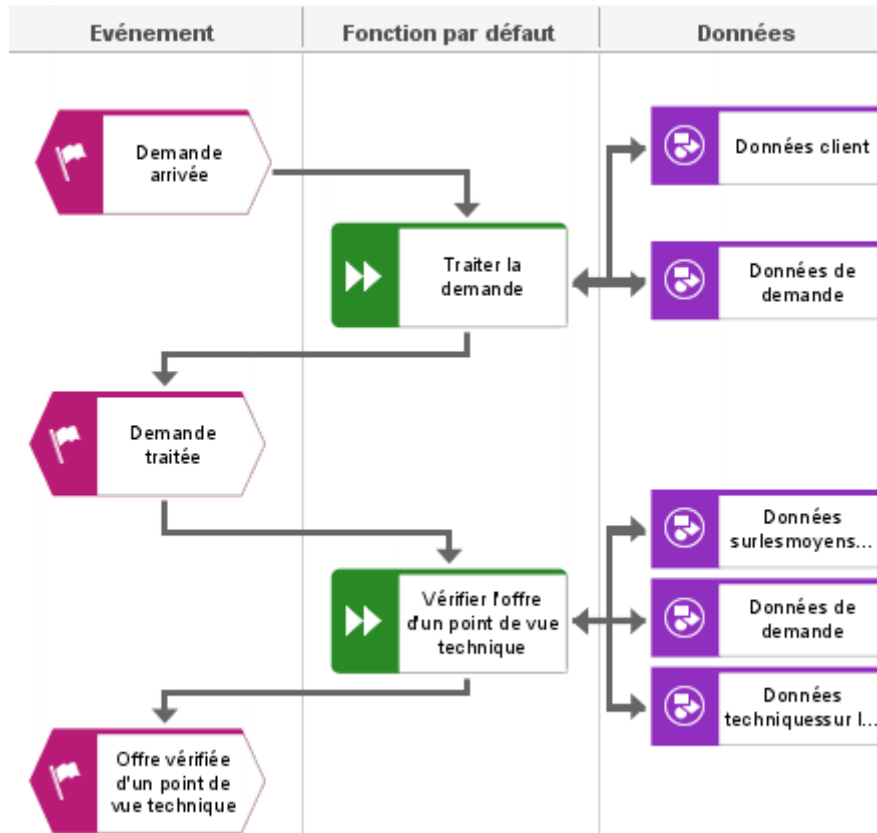 Evénement
Fonction par défaut
Données
Demande
arrivée
Données client
Traiter la
demande
Données de
demande
Demande
traitée
Données
surlesmoyens...
Vérifier l'offre
d'un point de vue
technique
Données de
demande
Données
techniquessur l...
Offre vérifiée
d'un point de
vue technique